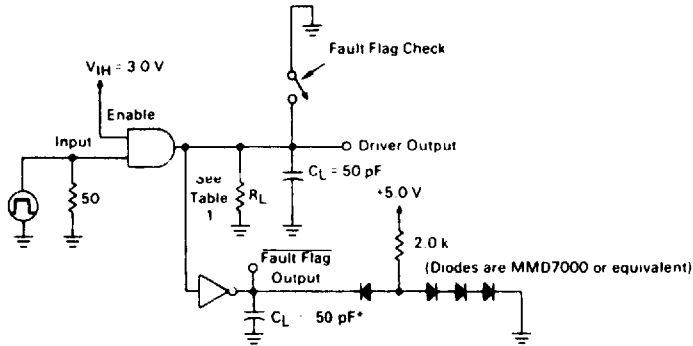 Fault Flag Check
VIH = 3.0 V
Enable
Input
Driver Output
50
See
Table
1
RL
CL = 50 pF
+5.0 V
2.0 k
Fault Flag
Output
(Diodes are MMD7000 or equivalent)
CL - 50 pF*